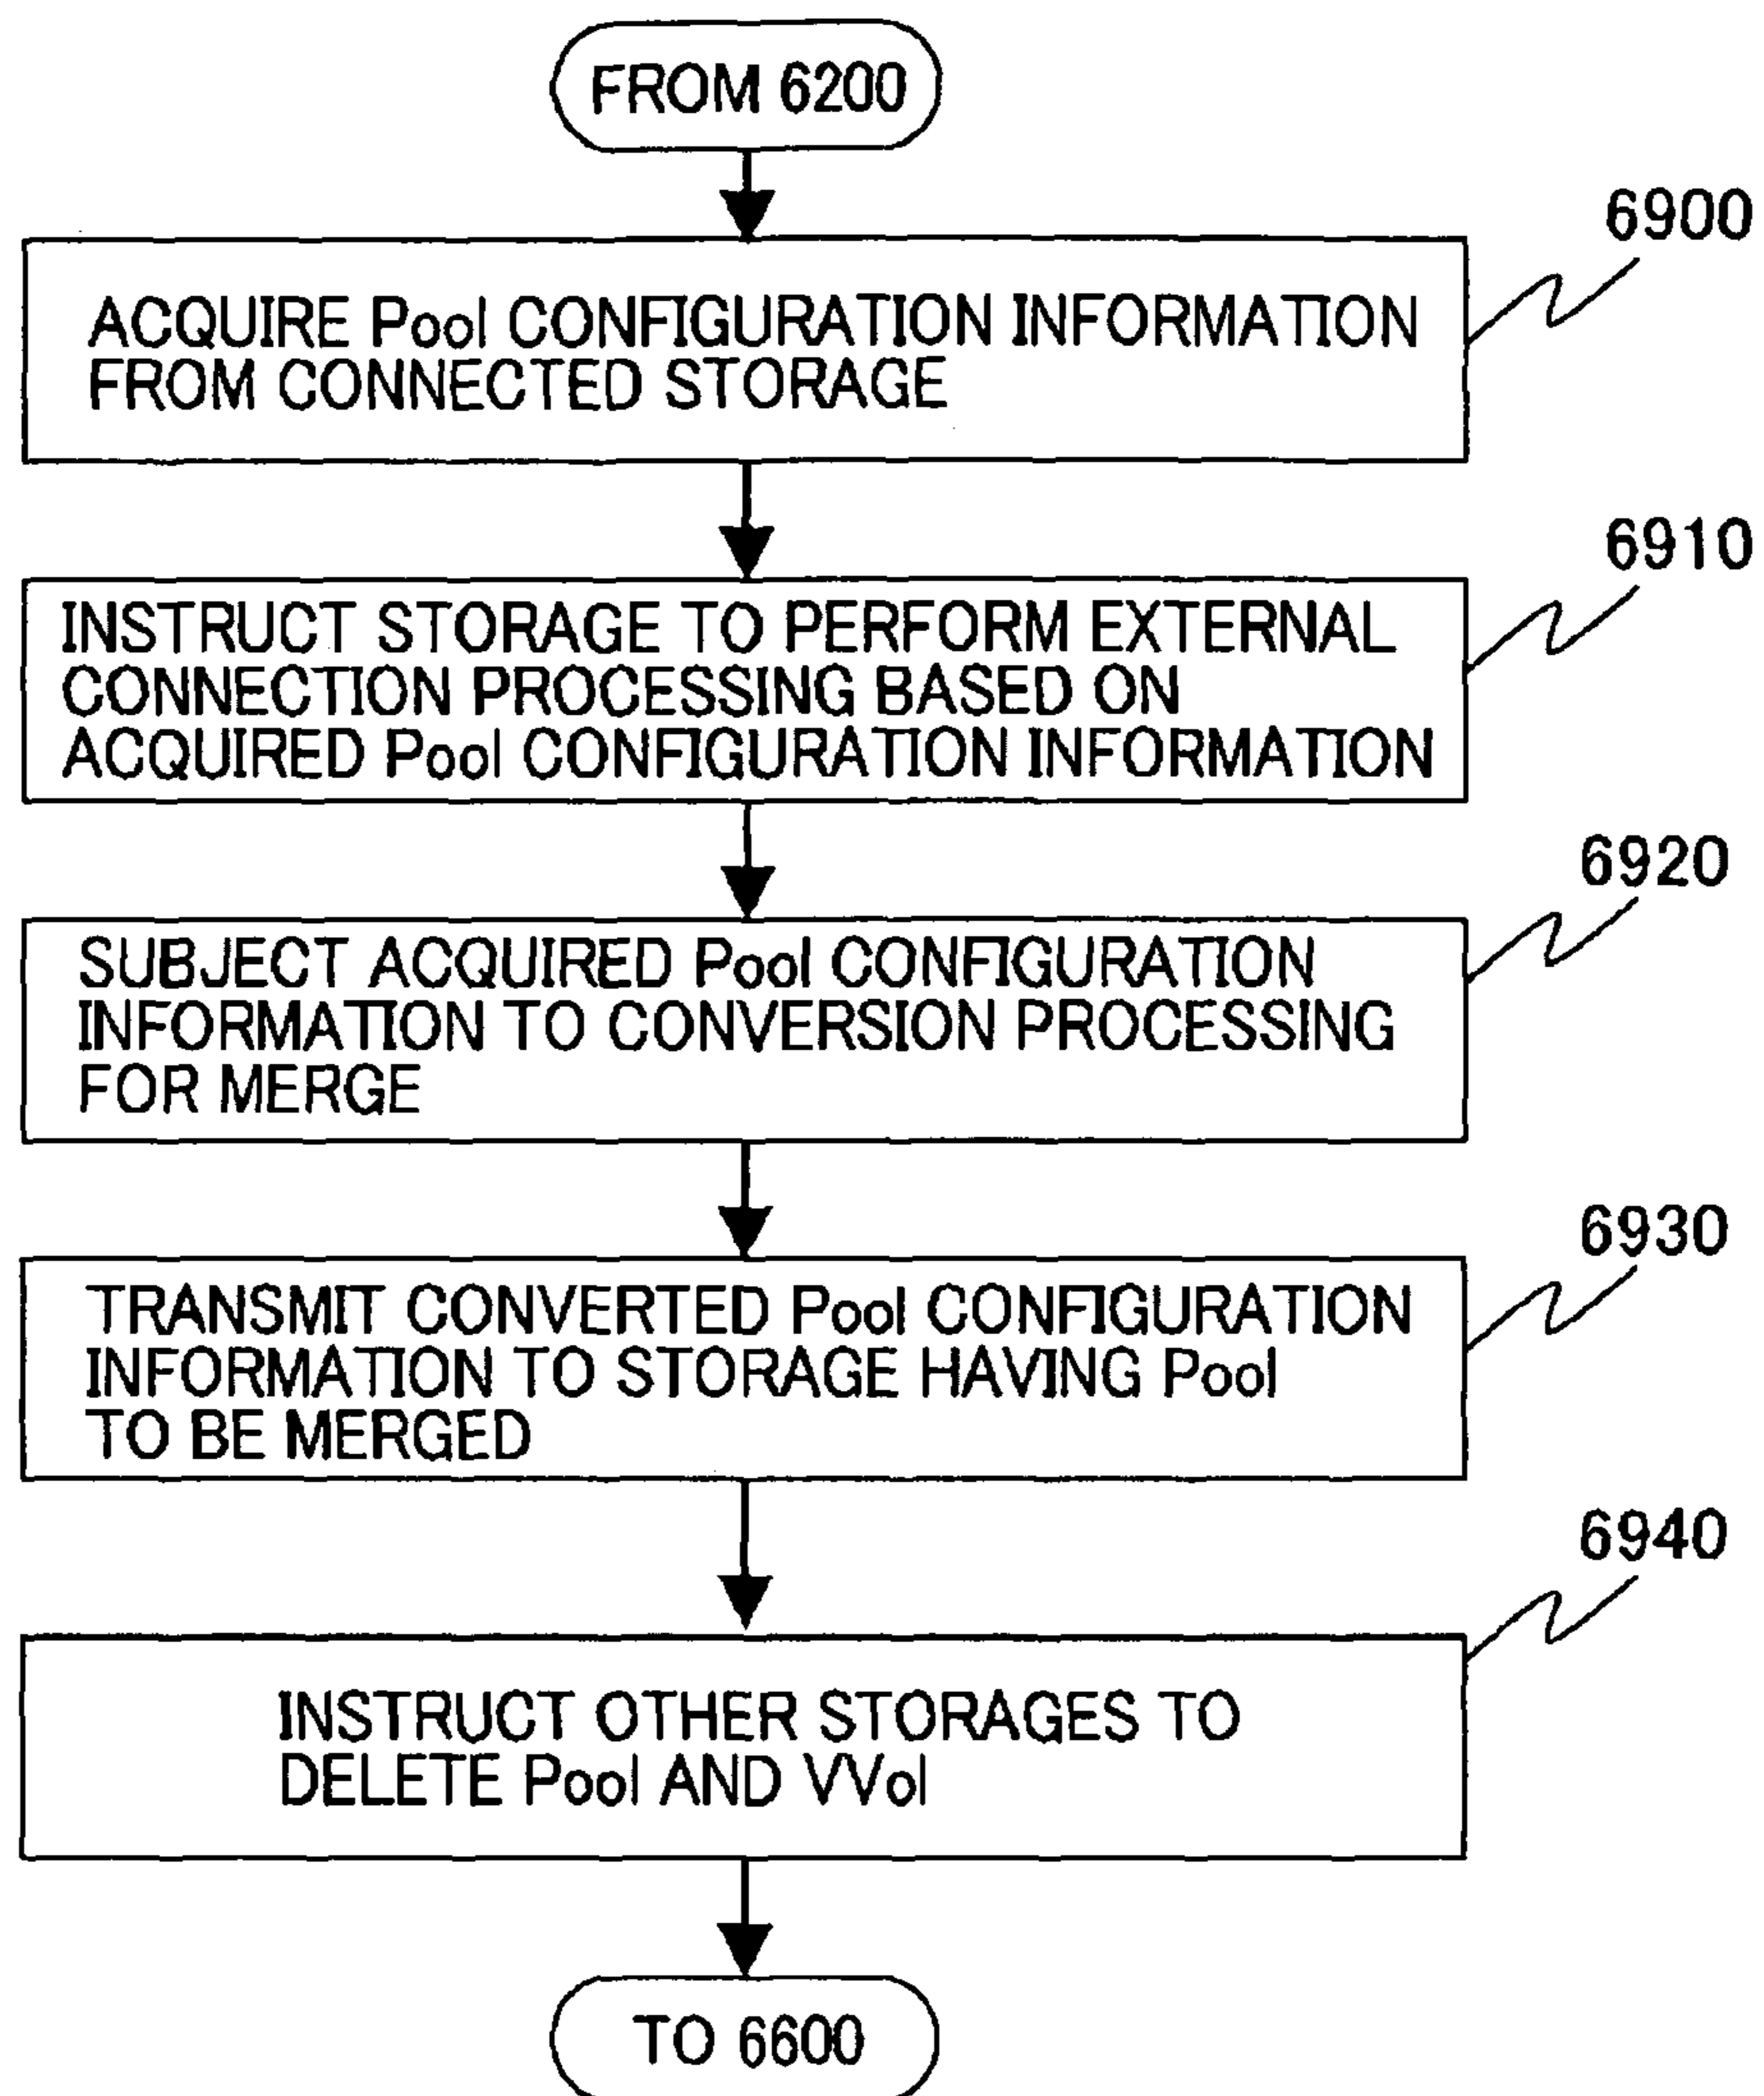 FROM 6200
6900
ACQUIRE Pool CONFIGURATION INFORMATION
FROM CONNECTED STORAGE
6910
INSTRUCT STORAGE TO PERFORM EXTERNAL
CONNECTION PROCESSING BASED ON
ACQUIRED Pool CONFIGURATION INFORMATION
6920
SUBJECT ACQUIRED Pool CONFIGURATION
INFORMATION TO CONVERSION PROCESSING
FOR MERGE
6930
TRANSMIT CONVERTED Pool CONFIGURATION
INFORMATION TO STORAGE HAVING Pool
TO BE MERGED
6940
INSTRUCT OTHER STORAGES TO
DELETE Pool AND VVol
TO 6600